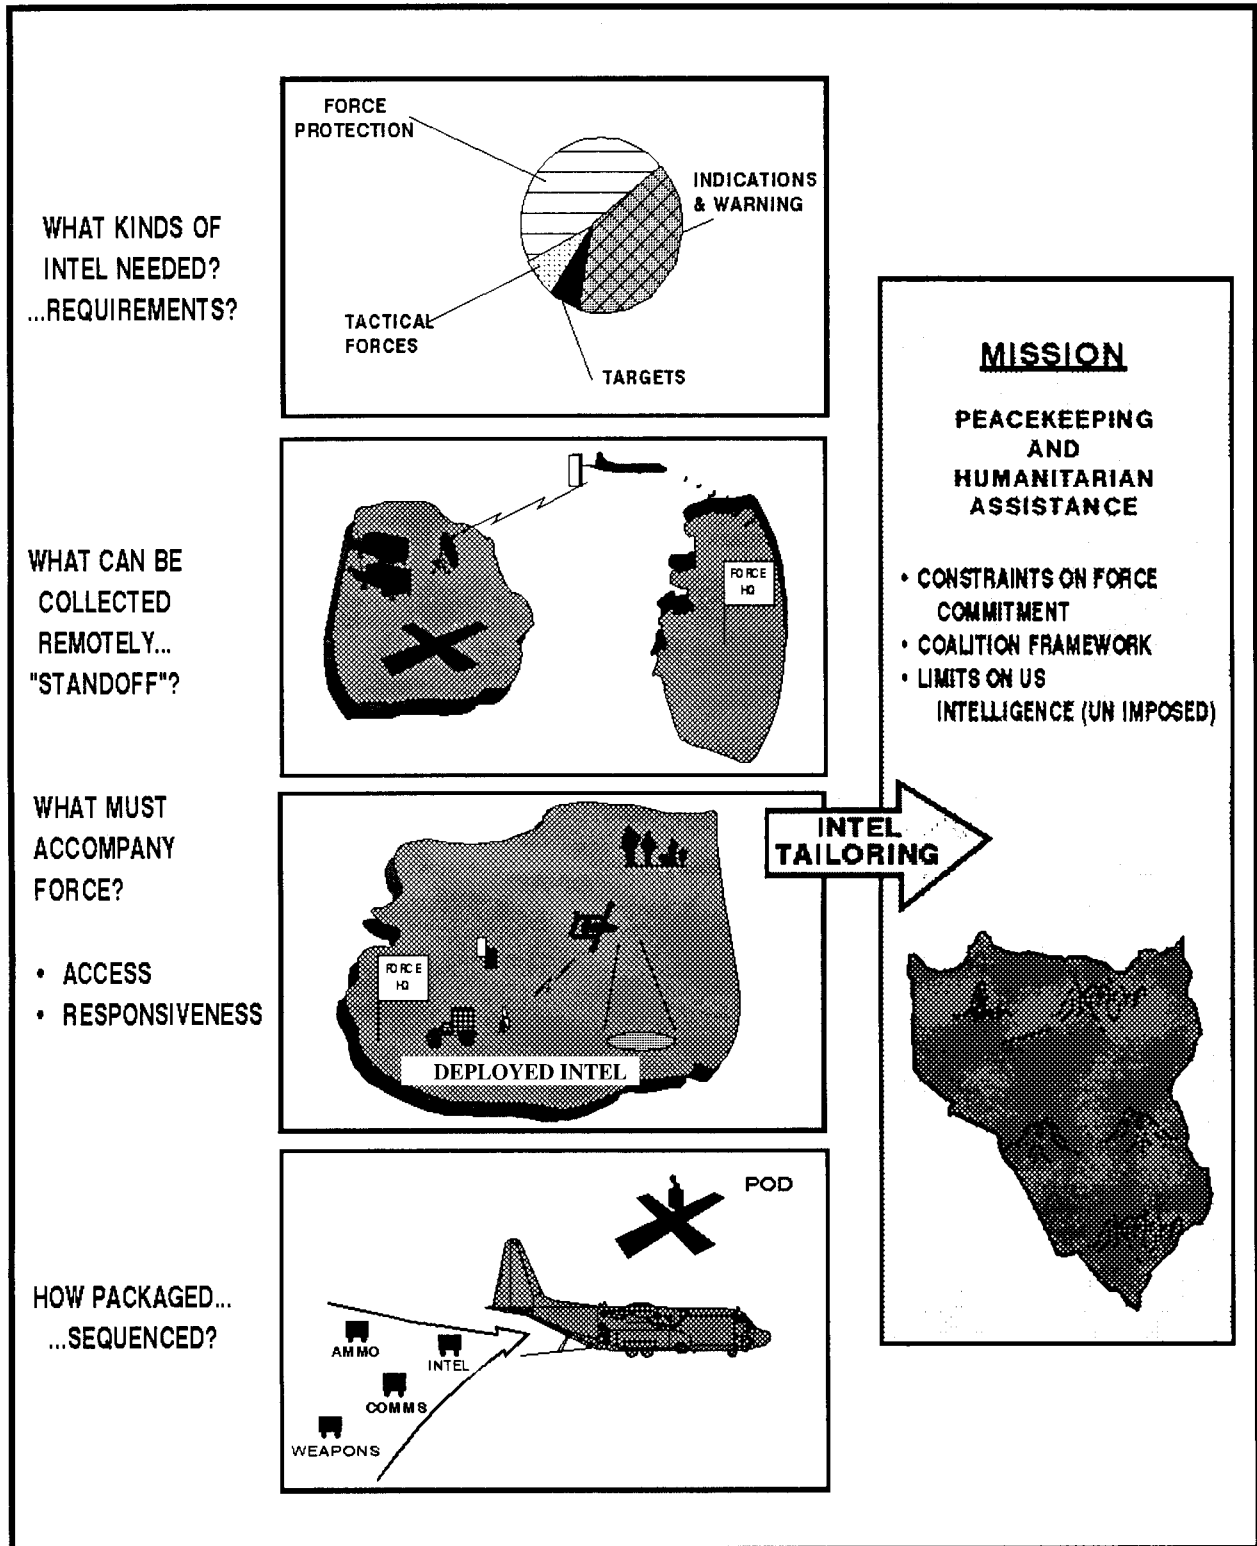 FORCE
PROTECTION
INDICATIONS
& WARNING
TACTICAL
FORCES
TARGETS
WHAT KINDS OF
INTEL NEEDED?
...REQUIREMENTS?
WHAT CAN BE
COLLECTED
REMOTELY...
"STANDOFF"?
FORCE
HQ
WHAT MUST
ACCOMPANY
FORCE?
• ACCESS
• RESPONSIVENESS
FORCE
HQ
DEPLOYED INTEL
HOW PACKAGED...
...SEQUENCED?
POD
AMMO
INTEL
COMMS
WEAPONS
INTEL
TAILORING
MISSION
PEACEKEEPING
AND
HUMANITARIAN
ASSISTANCE
• CONSTRAINTS ON FORCE
COMMITMENT
• COALITION FRAMEWORK
• LIMITS ON US
INTELLIGENCE (UN IMPOSED)